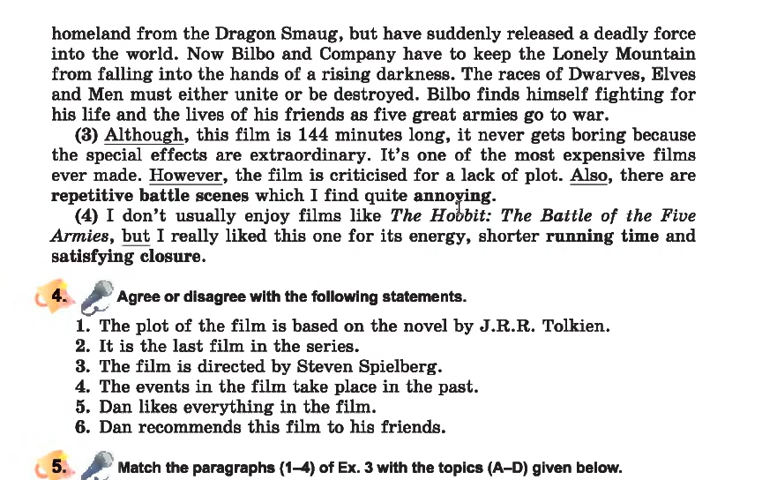 homeland from the Dragon Smaug, but have suddenly released a deadly force
into the world. Now Bilbo and Company have to keep the Lonely Mountain
from falling into the hands of a rising darkness. The races of Dwarves, Elves
and Men must either unite or be destroyed. Bilbo finds himself fighting for
his life and the lives of his friends as five great armies go to war.
(3) Although, this film is 144 minutes long, it never gets boring because
the special effects are extraordinary. It's one of the most expensive films
ever made. However, the film is criticised for a lack of plot. Also, there are
repetitive battle scenes which I find quite annoying.
(4) I don't usually enjoy films like The Hobbit: The Battle of the Five
Armies, but I really liked this one for its energy, shorter running time and
satisfying closure.
4. Agree or disagree with the following statements.
1. The plot of the film is based on the novel by J.R.R. Tolkien.
2. It is the last film in the series.
3. The film is directed by Steven Spielberg.
4. The events in the film take place in the past.
5. Dan likes everything in the film.
6. Dan recommends this film to his friends.
5. Match the paragraphs (1–4) of Ex. 3 with the topics (A–D) given below.